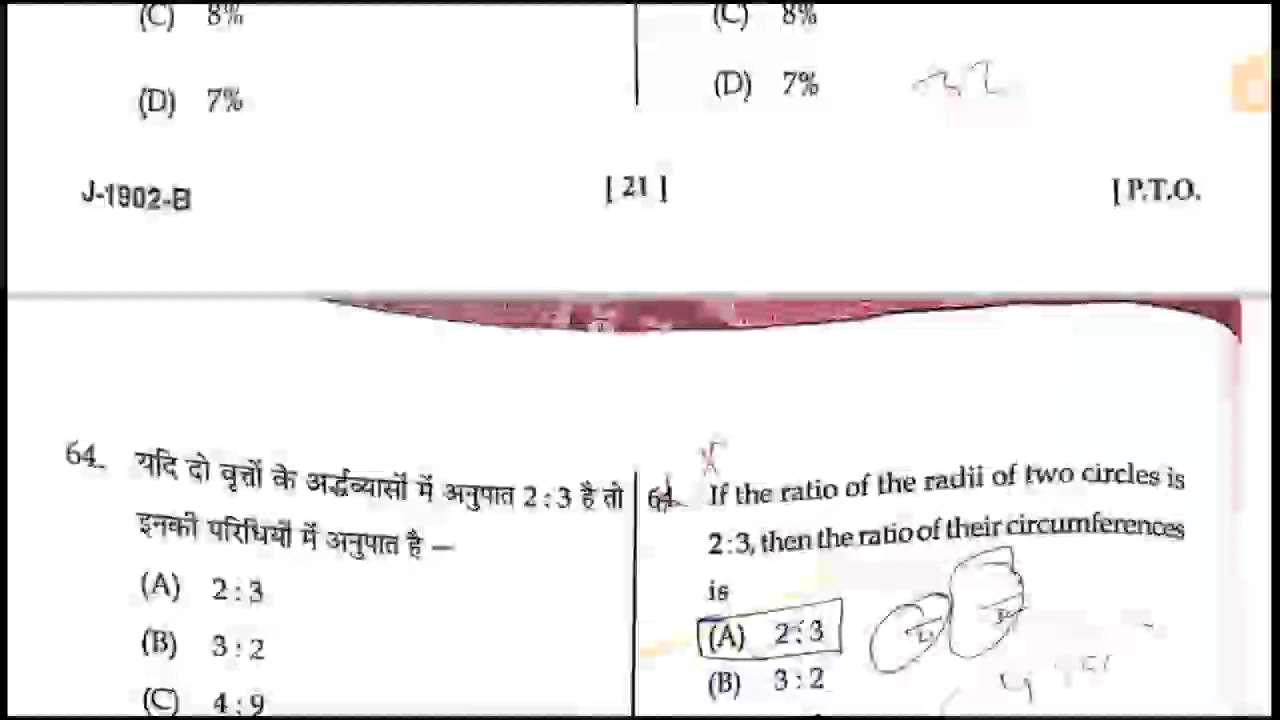 (C) 8%
(D) 7%
(C) 8%
(D) 7%
J-1902-B
[ 21 ]
[ P.T.O.
64. यदि दो वृत्तों के अर्द्धव्यासों में अनुपात 2 : 3 है तो
इनकी परिधियों में अनुपात है —
(A) 2 : 3
(B) 3 : 2
(C) 4 : 9
64. If the ratio of the radii of two circles is
2:3, then the ratio of their circumferences
is
(A) 2 : 3
(B) 3 : 2